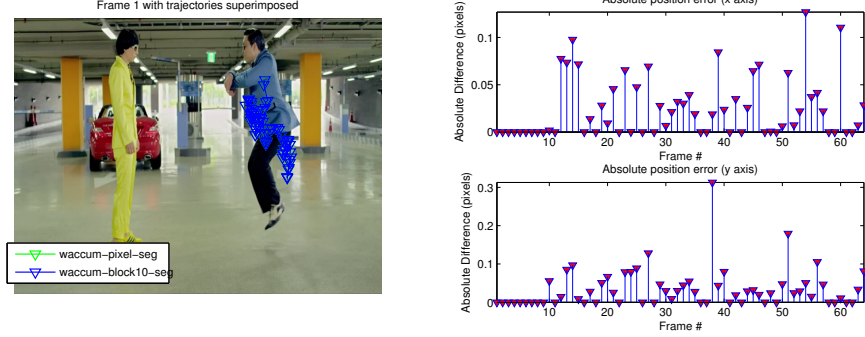 Frame 1 with trajectories superimposed
waccum-pixel-seg
waccum-block10-seg
Absolute position error (x axis)
Absolute Difference (pixels)
0.1
0.05
0
10
20
30
40
50
60
Frame #
Absolute position error (y axis)
Absolute Difference (pixels)
0.3
0.2
0.1
0
10
20
30
40
50
60
Frame #